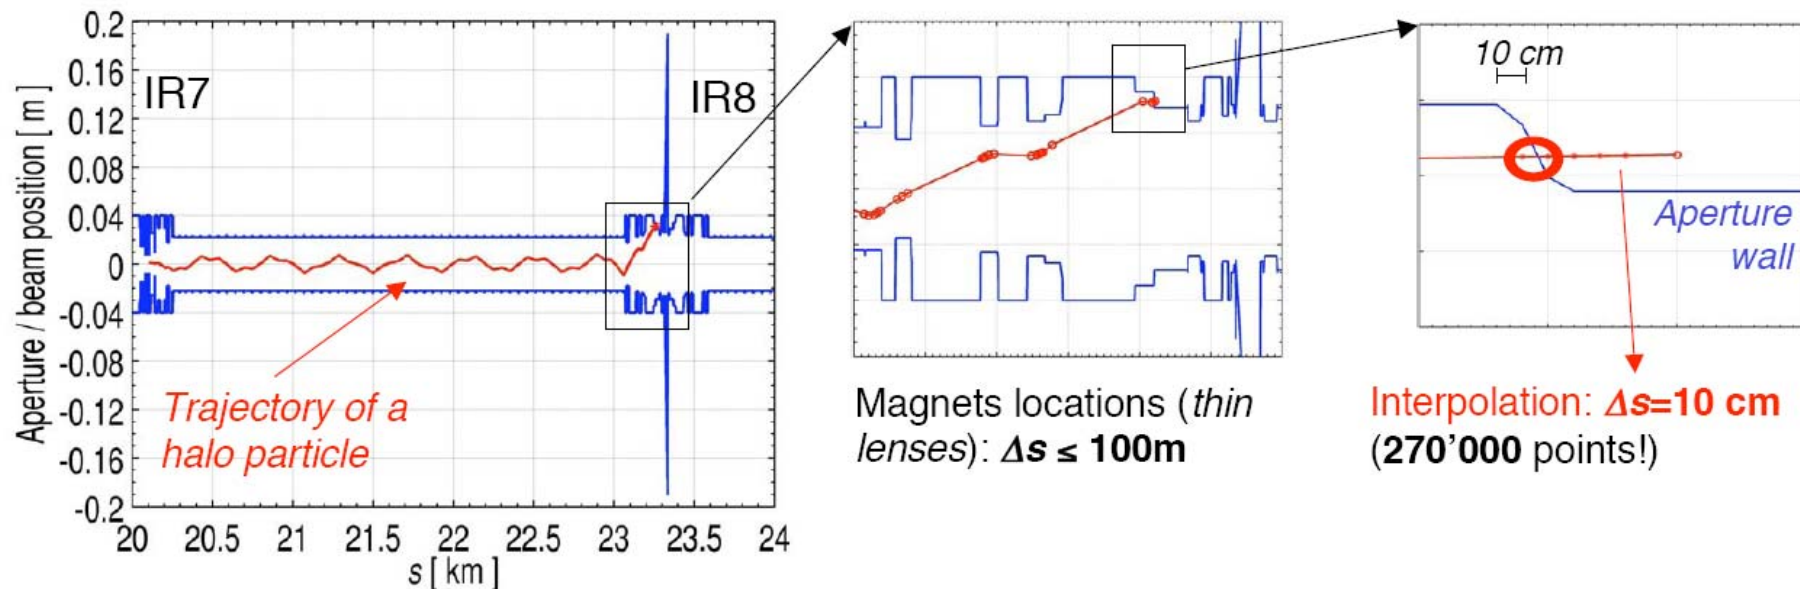 Aperture / beam position [ m ]
0.2
0.16
0.12
0.08
0.04
0
-0.04
-0.08
-0.12
-0.16
-0.2
IR7
IR8
Trajectory of a
halo particle
20 20.5 21 21.5 22 22.5 23 23.5 24
s [ km ]
Magnets locations (thin
lenses): Δs ≤ 100m
10 cm
Aperture
wall
Interpolation: Δs=10 cm
(270’000 points!)